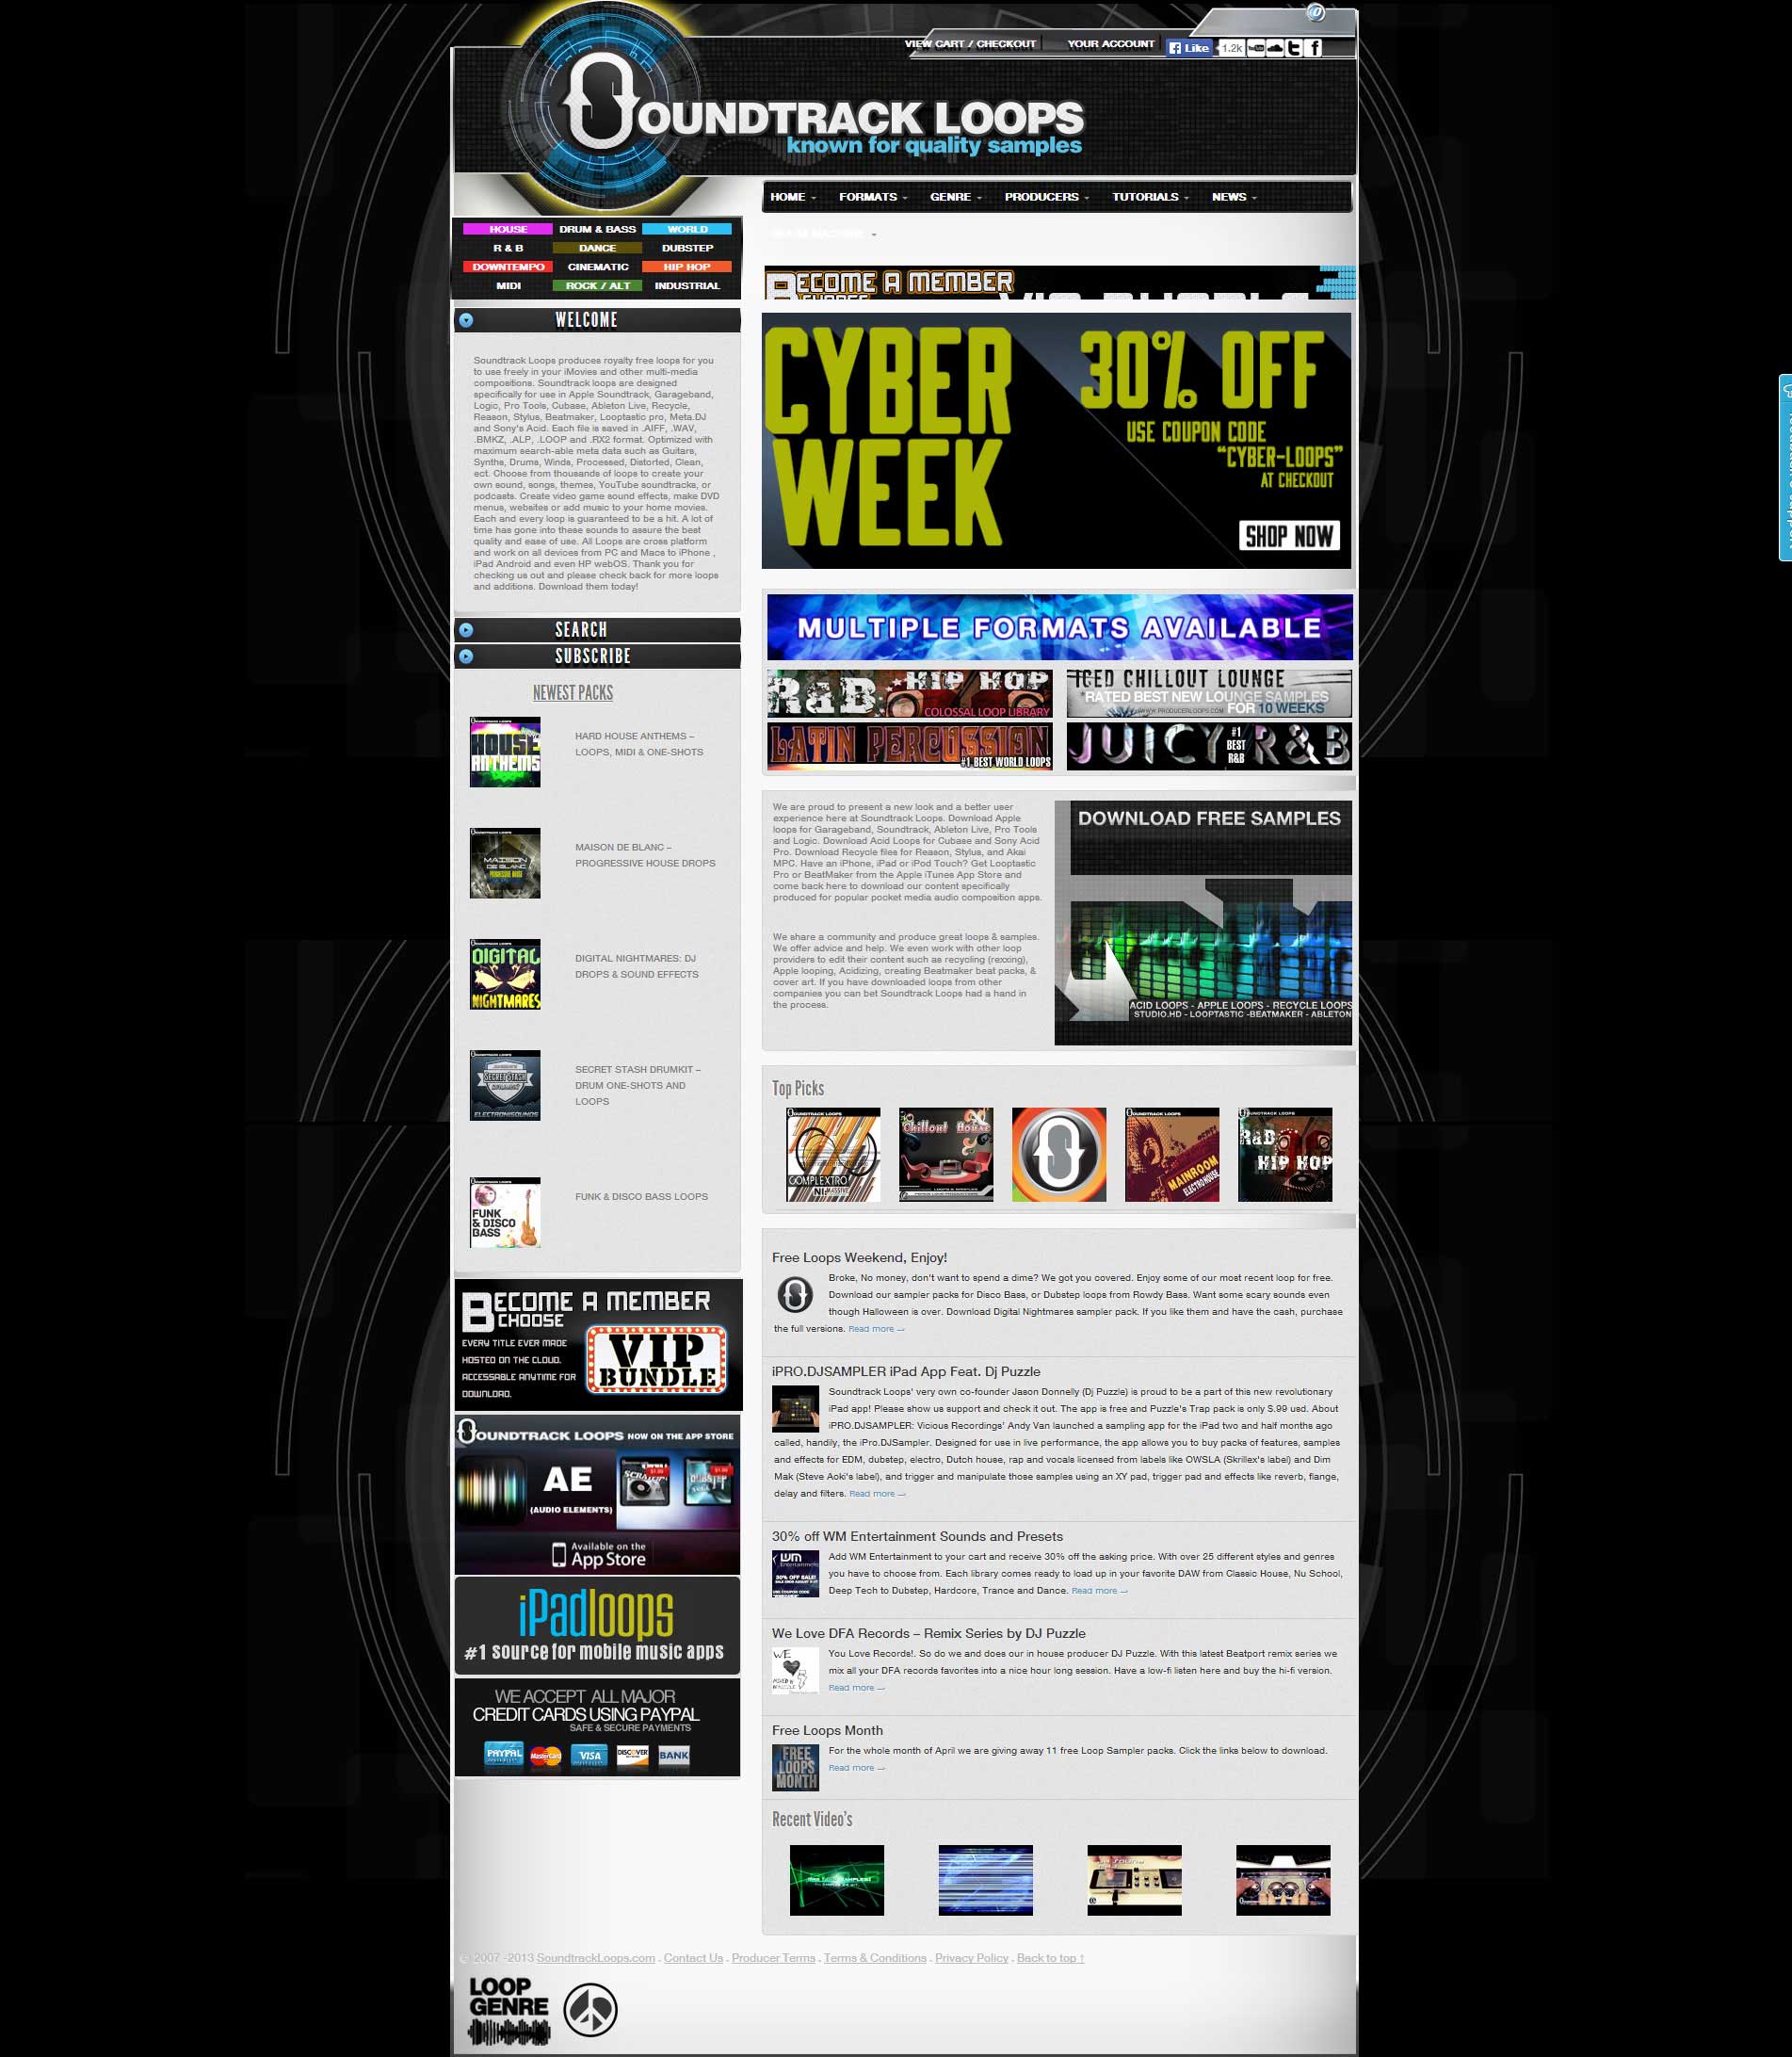 VIEW CART / CHECKOUT
YOUR ACCOUNT
Like
1.2k
SOUNDTRACK LOOPS
known for quality samples
HOME
FORMATS
GENRE
PRODUCERS
TUTORIALS
NEWS
HOUSE
DRUM & BASS
WORLD
R & B
DANCE
DUBSTEP
DOWNTEMPO
CINEMATIC
HIP HOP
MIDI
ROCK / ALT
INDUSTRIAL
BECOME A MEMBER
WELCOME
Soundtrack Loops produces royalty free loops for you
to use freely in your iMovies and other multi-media
compositions. Soundtrack loops are designed
specifically for use in Apple Soundtrack, Garageband,
Logic, Pro Tools, Cubase, Ableton Live, Recycle,
Reason, Stylus, Beatmaker, Looptastic pro, Meta.DJ
and Sony's Acid. Each file is saved in .AIFF, .WAV,
.BMKZ, .ALP, .LOOP and .RX2 format. Optimized with
maximum search-able meta data such as Guitars,
Synths, Drums, Winds, Processed, Distorted, Clean,
ect. Choose from thousands of loops to create your
own sound, songs, themes, YouTube soundtracks, or
podcasts. Create video game sound effects, make DVD
menus, websites or add music to your home movies.
Each and every loop is guaranteed to be a hit. A lot of
time has gone into these sounds to assure the best
quality and ease of use. All Loops are cross platform
and work on all devices from PC and Macs to iPhone ,
iPad Android and even HP webOS. Thank you for
checking us out and please check back for more loops
and additions. Download them today!
SEARCH
SUBSCRIBE
NEWEST PACKS
HOUSE
ANTHEMS
HARD HOUSE ANTHEMS –
LOOPS, MIDI & ONE-SHOTS
MAISON
DE BLANC
MAISON DE BLANC –
PROGRESSIVE HOUSE DROPS
DIGITAL
NIGHTMARES
DIGITAL NIGHTMARES: DJ
DROPS & SOUND EFFECTS
SECRET STASH
ELECTRONISOUNDS
SECRET STASH DRUMKIT –
DRUM ONE-SHOTS AND
LOOPS
FUNK
& DISCO
BASS
FUNK & DISCO BASS LOOPS
BECOME A MEMBER
CHOOSE
EVERY TITLE EVER MADE
HOSTED ON THE CLOUD.
ACCESSABLE ANYTIME FOR
DOWNLOAD.
VIP
BUNDLE
SOUNDTRACK LOOPS NOW ON THE APP STORE
AE
(AUDIO ELEMENTS)
Available on the
App Store
iPadloops
#1 source for mobile music apps
WE ACCEPT ALL MAJOR
CREDIT CARDS USING PAYPAL
SAFE & SECURE PAYMENTS
PAYPAL
MasterCard
VISA
DISCOVER
BANK
CYBER
WEEK
30% OFF
USE COUPON CODE
“CYBER-LOOPS”
AT CHECKOUT
SHOP NOW
MULTIPLE FORMATS AVAILABLE
R&B HIP HOP
COLOSSAL LOOP LIBRARY
ICED CHILLOUT LOUNGE
RATED BEST NEW LOUNGE SAMPLES
WWW.PRODUCERLOOPS.COM FOR 10 WEEKS
LATIN PERCUSSION
#1 BEST WORLD LOOPS
JUICY R&B
#1
BEST
R&B
We are proud to present a new look and a better user
experience here at Soundtrack Loops. Download Apple
loops for Garageband, Soundtrack, Ableton Live, Pro Tools
and Logic. Download Acid Loops for Cubase and Sony Acid
Pro. Download Recycle files for Reason, Stylus, and Akai
MPC. Have an iPhone, iPad or iPod Touch? Get Looptastic
Pro or BeatMaker from the Apple iTunes App Store and
come back here to download our content specifically
produced for popular pocket media audio composition apps.
We share a community and produce great loops & samples.
We offer advice and help. We even work with other loop
providers to edit their content such as recycling (rexxing),
Apple looping, Acidizing, creating Beatmaker beat packs, &
cover art. If you have downloaded loops from other
companies you can bet Soundtrack Loops had a hand in
the process.
DOWNLOAD FREE SAMPLES
ACID LOOPS - APPLE LOOPS - RECYCLE LOOPS
STUDIO.HD - LOOPTASTIC -BEATMAKER - ABLETON
Top Picks
COMPLEXTRO
NI MASSIVE
Chillout House
MAINROOM
ELECTROHOUSE
R&B
HIP HOP
Free Loops Weekend, Enjoy!
Broke, No money, don't want to spend a dime? We got you covered. Enjoy some of our most recent loop for free.
Download our sampler packs for Disco Bass, or Dubstep loops from Rowdy Bass. Want some scary sounds even
though Halloween is over. Download Digital Nightmares sampler pack. If you like them and have the cash, purchase
the full versions. Read more →
iPRO.DJSAMPLER iPad App Feat. Dj Puzzle
Soundtrack Loops' very own co-founder Jason Donnelly (Dj Puzzle) is proud to be a part of this new revolutionary
iPad app! Please show us support and check it out. The app is free and Puzzle's Trap pack is only $.99 usd. About
iPRO.DJSAMPLER: Vicious Recordings' Andy Van launched a sampling app for the iPad two and half months ago
called, handily, the iPro.DJSampler. Designed for use in live performance, the app allows you to buy packs of features, samples
and effects for EDM, dubstep, electro, Dutch house, rap and vocals licensed from labels like OWSLA (Skrillex's label) and Dim
Mak (Steve Aoki's label), and trigger and manipulate those samples using an XY pad, trigger pad and effects like reverb, flange,
delay and filters. Read more →
30% off WM Entertainment Sounds and Presets
Add WM Entertainment to your cart and receive 30% off the asking price. With over 25 different styles and genres
you have to choose from. Each library comes ready to load up in your favorite DAW from Classic House, Nu School,
Deep Tech to Dubstep, Hardcore, Trance and Dance. Read more →
We Love DFA Records – Remix Series by DJ Puzzle
You Love Records!. So do we and does our in house producer DJ Puzzle. With this latest Beatport remix series we
mix all your DFA records favorites into a nice hour long session. Have a low-fi listen here and buy the hi-fi version.
Read more →
Free Loops Month
FREE
LOOPS
MONTH
For the whole month of April we are giving away 11 free Loop Sampler packs. Click the links below to download.
Read more →
Recent Video's
© 2007 -2013 SoundtrackLoops.com . Contact Us . Producer Terms . Terms & Conditions . Privacy Policy . Back to top ↑
LOOP
GENRE